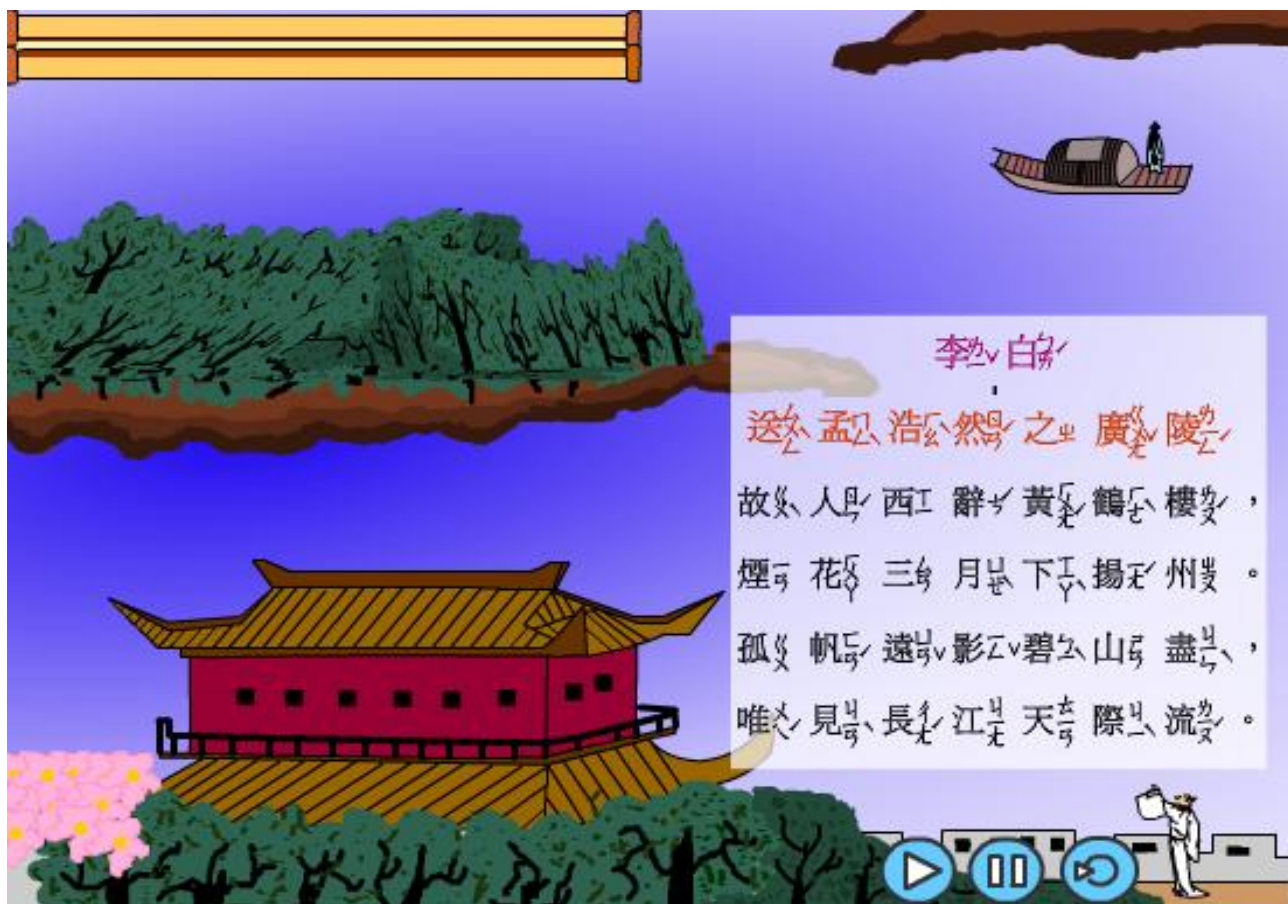 李白
送孟浩然之廣陵
故人西辭黃鶴樓，
煙花三月下揚州。
孤帆遠影碧山盡，
唯見長江天際流。